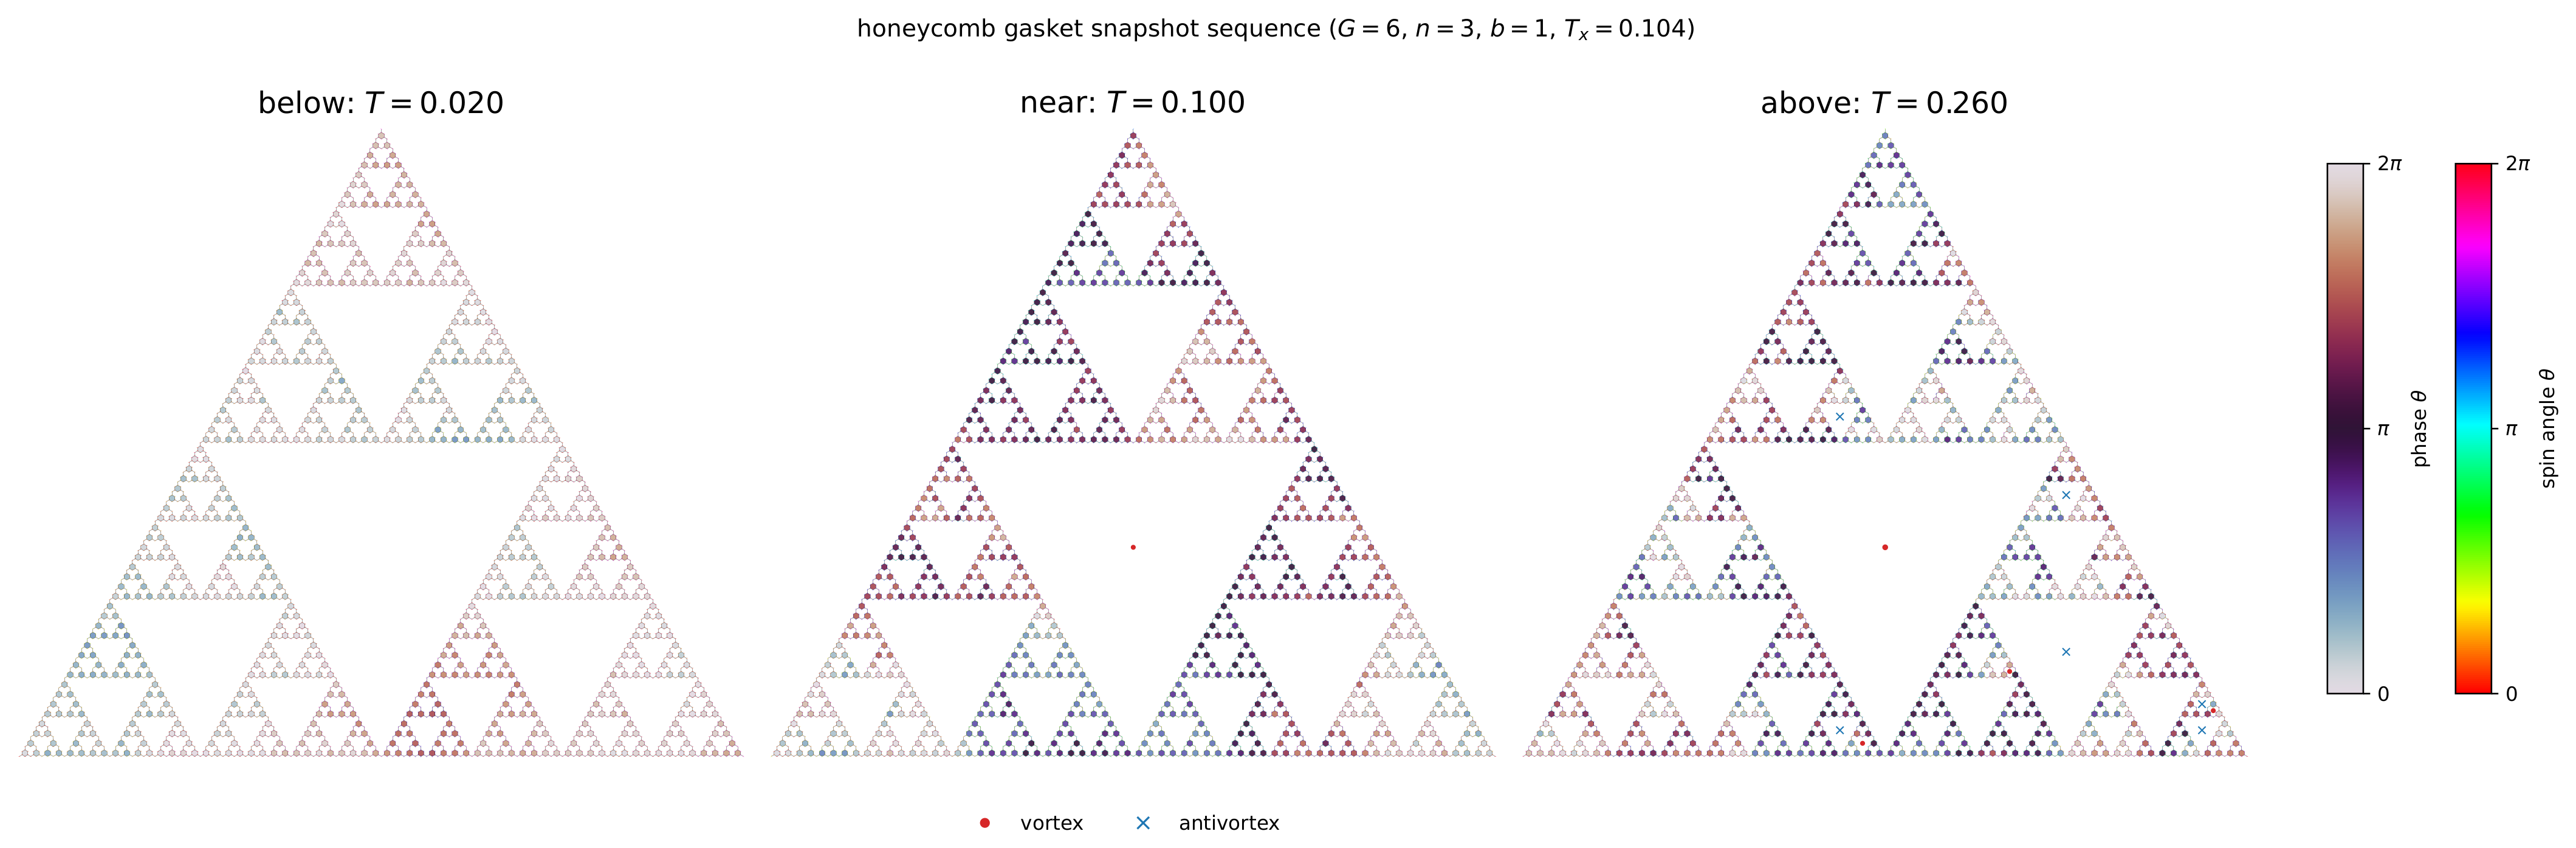 honeycomb gasket snapshot sequence (G = 6, n = 3, b = 1, Tₓ = 0.104)
below: T = 0.020
near: T = 0.100
above: T = 0.260
2π
π
0
phase θ
2π
π
0
spin angle θ
vortex
antivortex